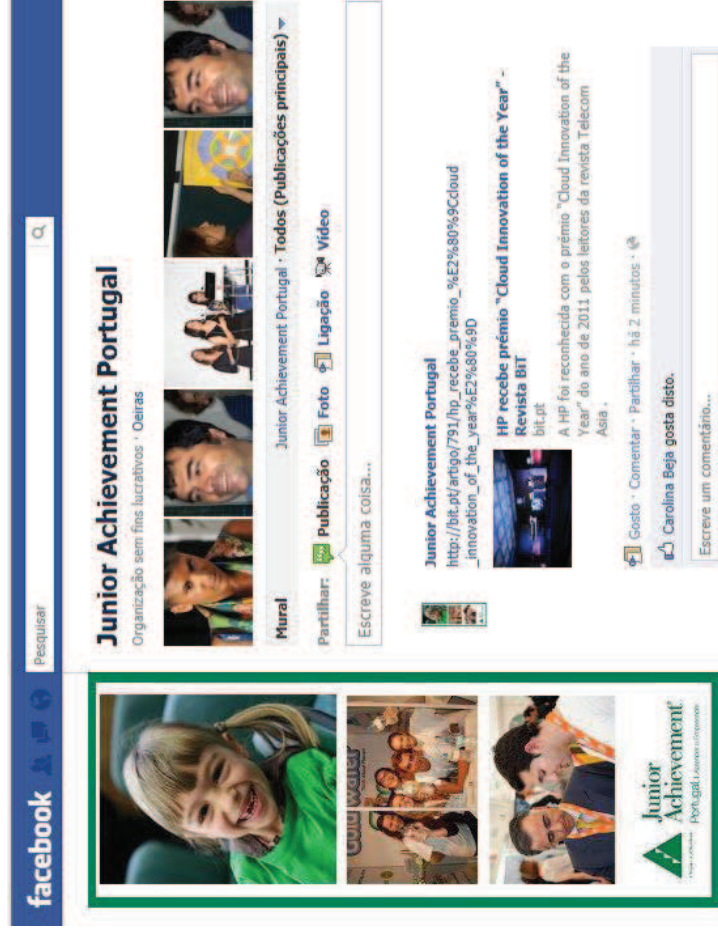 facebook
Pesquisar
Junior Achievement Portugal
Organização sem fins lucrativos · Oeiras
Mural
Junior Achievement Portugal · Todos (Publicações principais)
Partilhar: Publicação Foto Ligação Vídeo
Escreve alguma coisa...
Junior Achievement Portugal
http://bit.pt/artigo/791/hp_recebe_premio_%E2%80%9Ccloud
_innovation_of_the_year%E2%80%9D
HP recebe prémio "Cloud Innovation of the Year" -
Revista BiT
bit.pt
A HP foi reconhecida com o prémio "Cloud Innovation of the
Year" do ano de 2011 pelos leitores da revista Telecom
Asia .
Gosto · Comentar · Partilhar · há 2 minutos ·
Carolina Beja gosta disto.
Escreve um comentário...
Junior
Achievement
Portugal